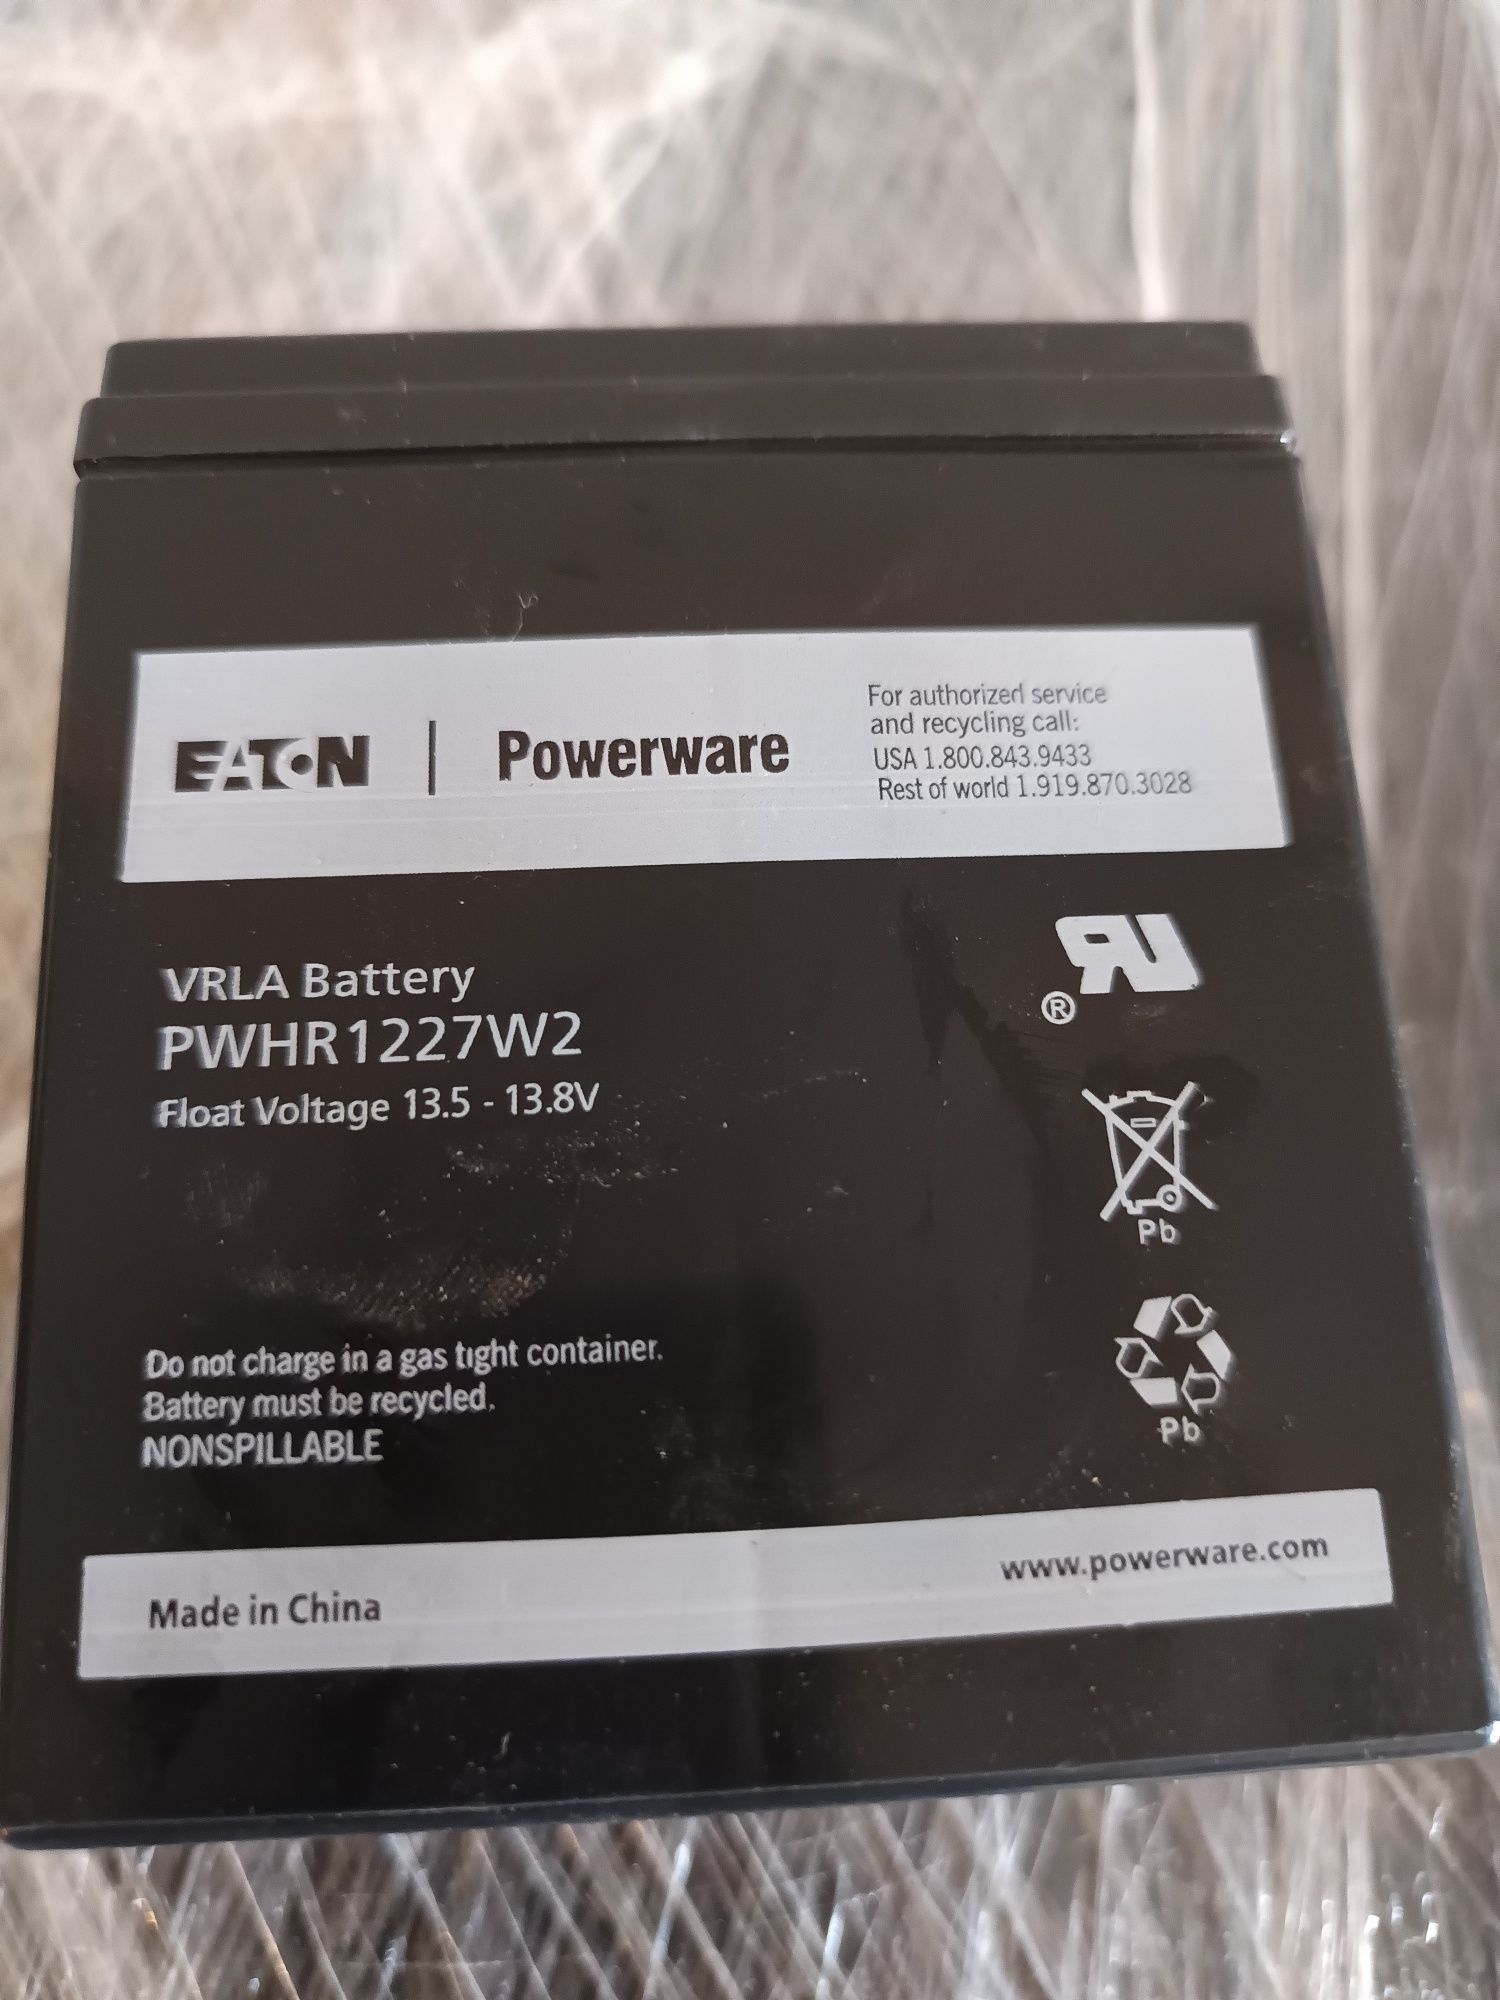 EATON | Powerware
For authorized service
and recycling call:
USA 1.800.843.9433
Rest of world 1.919.870.3028
VRLA Battery
PWHR1227W2
Float Voltage 13.5 - 13.8V
®
Pb
Pb
Do not charge in a gas tight container.
Battery must be recycled.
NONSPILLABLE
Made in China
www.powerware.com